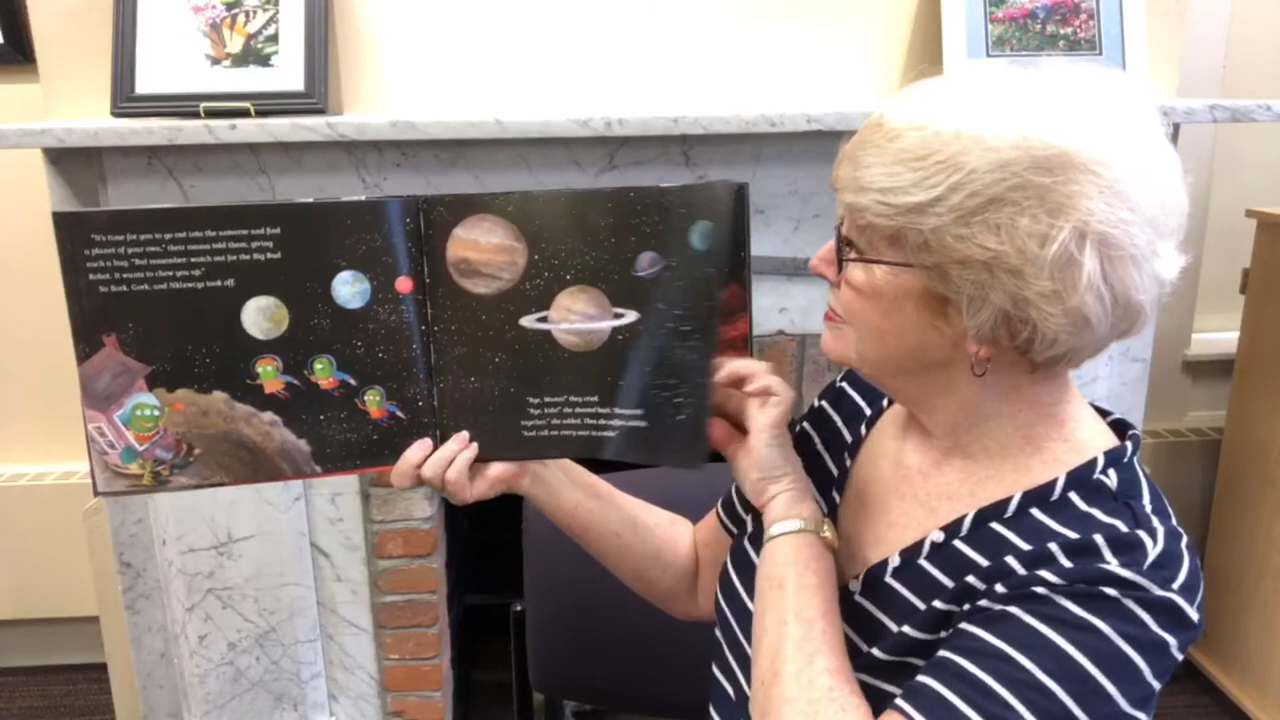 "It's time for you to go out into the universe and find
a planet of your own," their mama told them, giving
each a hug. "But remember: watch out for the Big Bad
Robot. It wants to chew you up."
So Bork, Gork, and Nklxwcyz took off.
"Bye, Mama!" they cried.
"Bye, kids!" she shouted back.
together," she added. Then
"And call me every once in a while!"